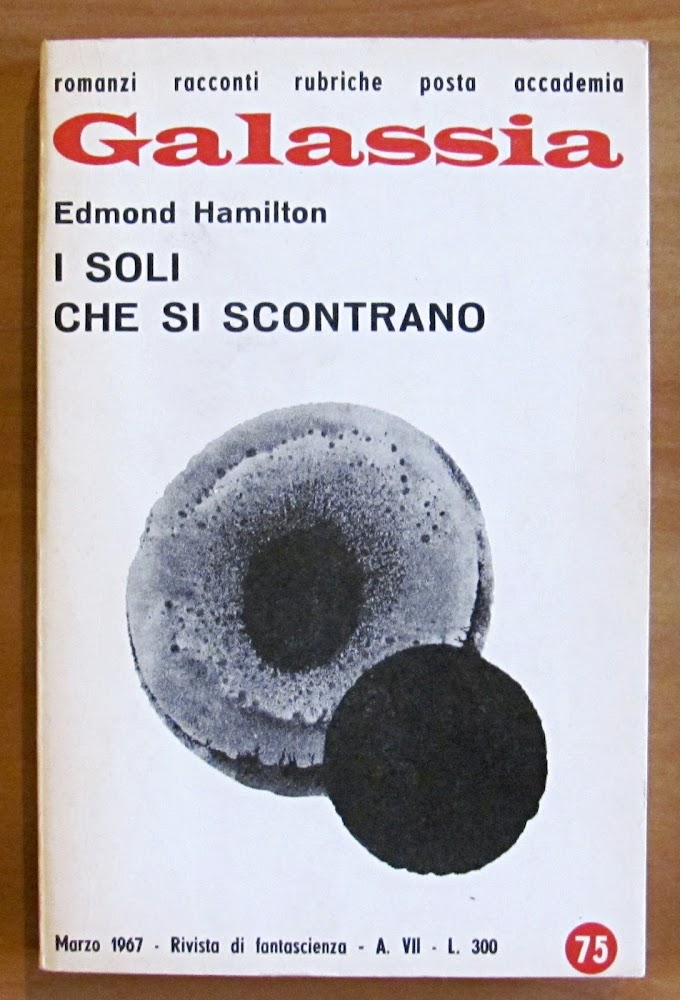 romanzi racconti rubriche posta accademia
Galassia
Edmond Hamilton
I SOLI
CHE SI SCONTRANO
Marzo 1967 - Rivista di fantascienza - A. VII - L. 300
75